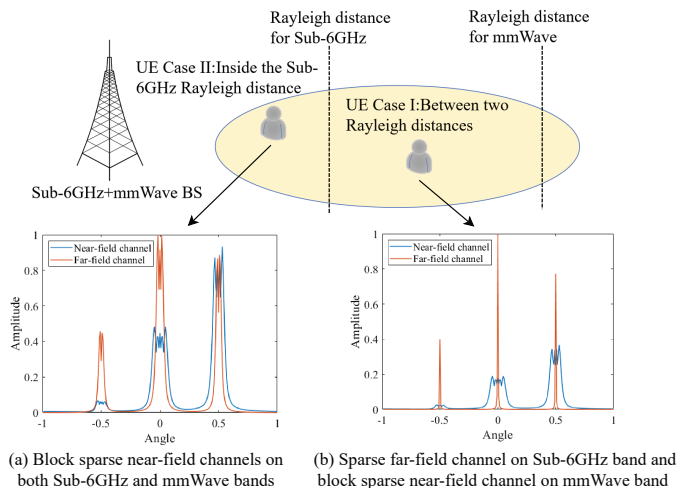 Rayleigh distance
for Sub-6GHz
Rayleigh distance
for mmWave
UE Case II:Inside the Sub-
6GHz Rayleigh distance
UE Case I:Between two
Rayleigh distances
Sub-6GHz+mmWave BS
1
0.8
0.6
0.4
0.2
0
-1
-0.5
0
0.5
1
Amplitude
Angle
Near-field channel
Far-field channel
1
0.8
0.6
0.4
0.2
0
-1
-0.5
0
0.5
1
Amplitude
Angle
Near-field channel
Far-field channel
(a) Block sparse near-field channels on
both Sub-6GHz and mmWave bands
(b) Sparse far-field channel on Sub-6GHz band and
block sparse near-field channel on mmWave band